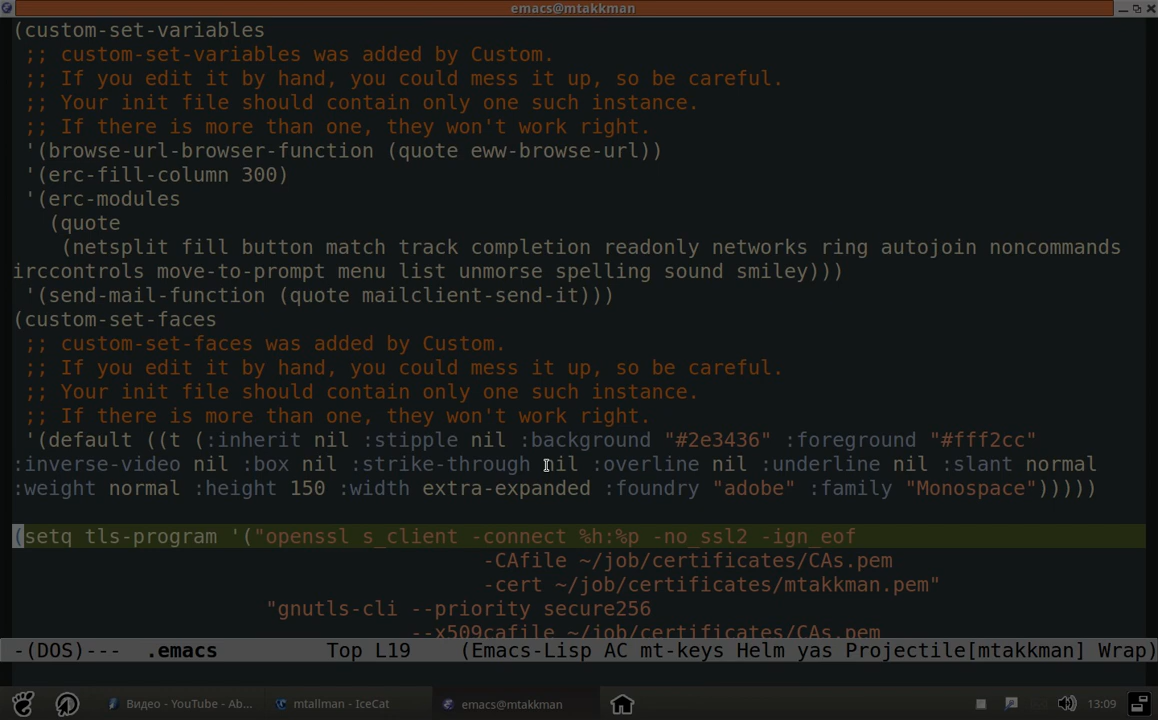 emacs@mtakkman
(custom-set-variables
 ;; custom-set-variables was added by Custom.
 ;; If you edit it by hand, you could mess it up, so be careful.
 ;; Your init file should contain only one such instance.
 ;; If there is more than one, they won't work right.
 '(browse-url-browser-function (quote eww-browse-url))
 '(erc-fill-column 300)
 '(erc-modules
   (quote
    (netsplit fill button match track completion readonly networks ring autojoin noncommands
irccontrols move-to-prompt menu list unmorse spelling sound smiley)))
 '(send-mail-function (quote mailclient-send-it)))
(custom-set-faces
 ;; custom-set-faces was added by Custom.
 ;; If you edit it by hand, you could mess it up, so be careful.
 ;; Your init file should contain only one such instance.
 ;; If there is more than one, they won't work right.
 '(default ((t (:inherit nil :stipple nil :background "#2e3436" :foreground "#fff2cc"
:inverse-video nil :box nil :strike-through nil :overline nil :underline nil :slant normal
:weight normal :height 150 :width extra-expanded :foundry "adobe" :family "Monospace")))))
(setq tls-program '("openssl s_client -connect %h:%p -no_ssl2 -ign_eof
                                       -CAfile ~/job/certificates/CAs.pem
                                       -cert ~/job/certificates/mtakkman.pem"
                     "gnutls-cli --priority secure256
                                 --x509cafile ~/job/certificates/CAs.pem
-(DOS)---  .emacs         Top L19    (Emacs-Lisp AC mt-keys Helm yas Projectile[mtakkman] Wrap)
Видео - YouTube - Ab... mtallman - IceCat emacs@mtakkman 13:09